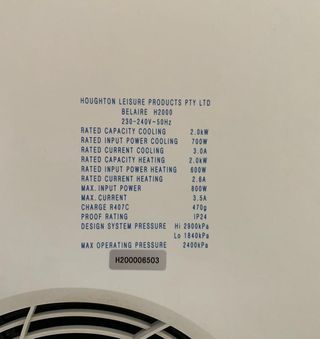 HOUGHTON LEISURE PRODUCTS PTY LTD
BELAIRE H2000
230-240V-50Hz
RATED CAPACITY COOLING 2.0kW
RATED INPUT POWER COOLING 700W
RATED CURRENT COOLING 3.0A
RATED CAPACITY HEATING 2.0kW
RATED INPUT POWER HEATING 600W
RATED CURRENT HEATING 2.6A
MAX. INPUT POWER 800W
MAX. CURRENT 3.5A
CHARGE R407C 470g
PROOF RATING IP24
DESIGN SYSTEM PRESSURE Hi 2900kPa
Lo 1840kPa
MAX OPERATING PRESSURE 2400kPa
H200006503